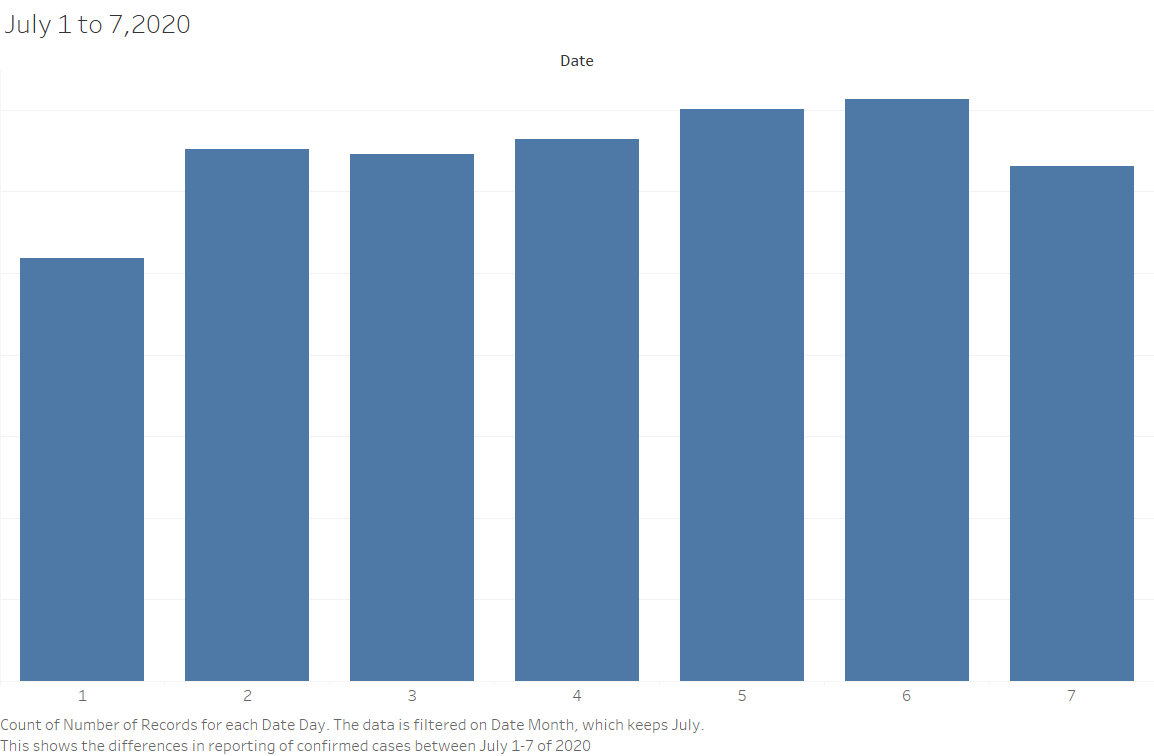 July 1 to 7,2020
Date
1 2 3 4 5 6 7
Count of Number of Records for each Date Day. The data is filtered on Date Month, which keeps July.
This shows the differences in reporting of confirmed cases between July 1-7 of 2020